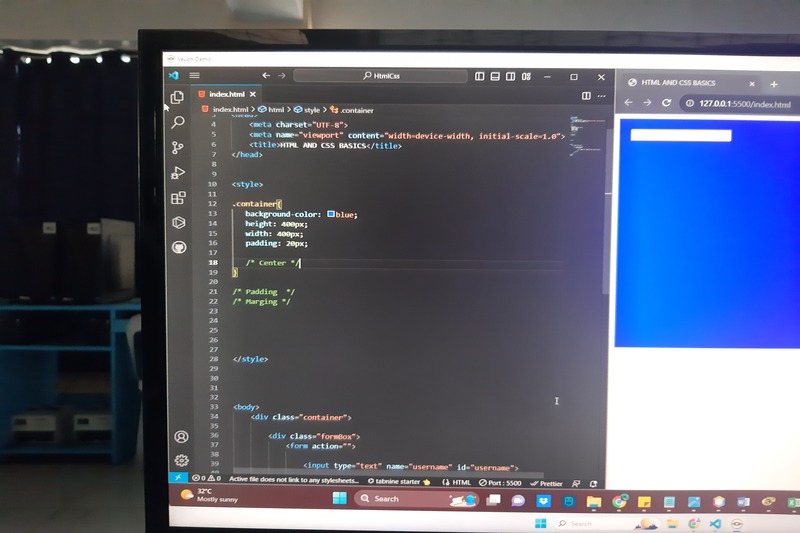 HtmlCss
index.html
index.html > html > style > .container
4 <meta charset="UTF-8">
5 <meta name="viewport" content="width=device-width, initial-scale=1.0">
6 <title>HTML AND CSS BASICS</title>
7 </head>
8
9
10 <style>
11
12 .container{
13 background-color: blue;
14 height: 400px;
15 width: 400px;
16 padding: 20px;
17
18 /* Center */
19 }
20
21 /* Padding */
22 /* Marging */
23
24
25
26
27
28 </style>
29
30
31
32
33 <body>
34 <div class="container">
35
36 <div class="formBox">
37 <form action="">
38
39 <input type="text" name="username" id="username">
0 0 Active file does not link to any stylesheets... tabnine starter HTML Port : 5500 Prettier
HTML AND CSS BASICS
127.0.0.1:5500/index.html
32°C
Mostly sunny
Search
Search